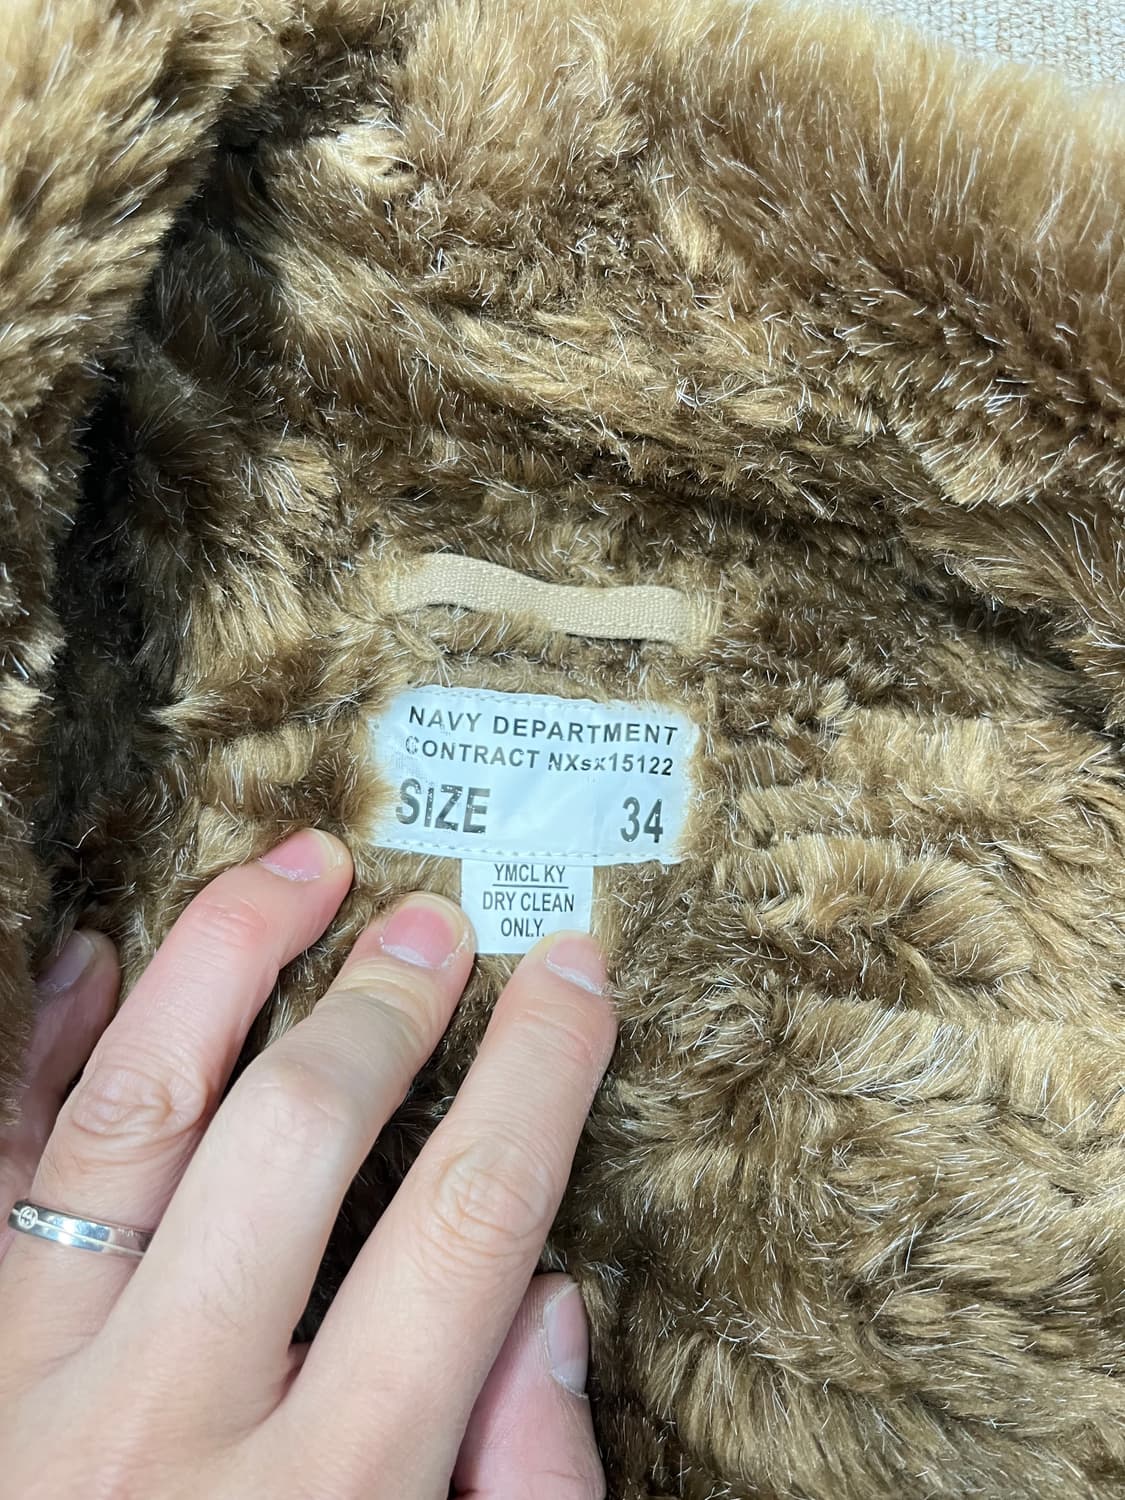 NAVY DEPARTMENT
CONTRACT NXsx15122
SIZE 34
YMCL KY
DRY CLEAN
ONLY.